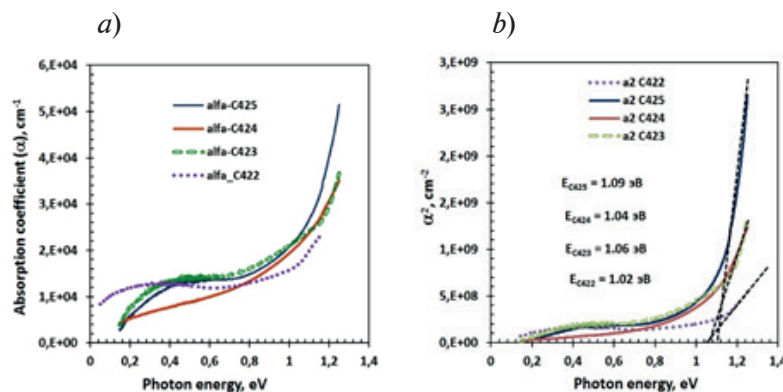 a)
6,E+04
5,E+04
4,E+04
3,E+04
2,E+04
1,E+04
0,E+00
Absorption coefficient (α), cm⁻¹
alfa-C425
alfa-C424
alfa-C423
alfa_C422
0 0,2 0,4 0,6 0,8 1 1,2 1,4
Photon energy, eV
b)
3,E+09
3,E+09
2,E+09
2,E+09
1,E+09
5,E+08
0,E+00
α², cm⁻²
a2 C422
a2 C425
a2 C424
a2 C423
E_C425 = 1.09 эВ
E_C424 = 1.04 эВ
E_C423 = 1.06 эВ
E_C422 = 1.02 эВ
0 0,2 0,4 0,6 0,8 1 1,2 1,4
Photon energy, eV